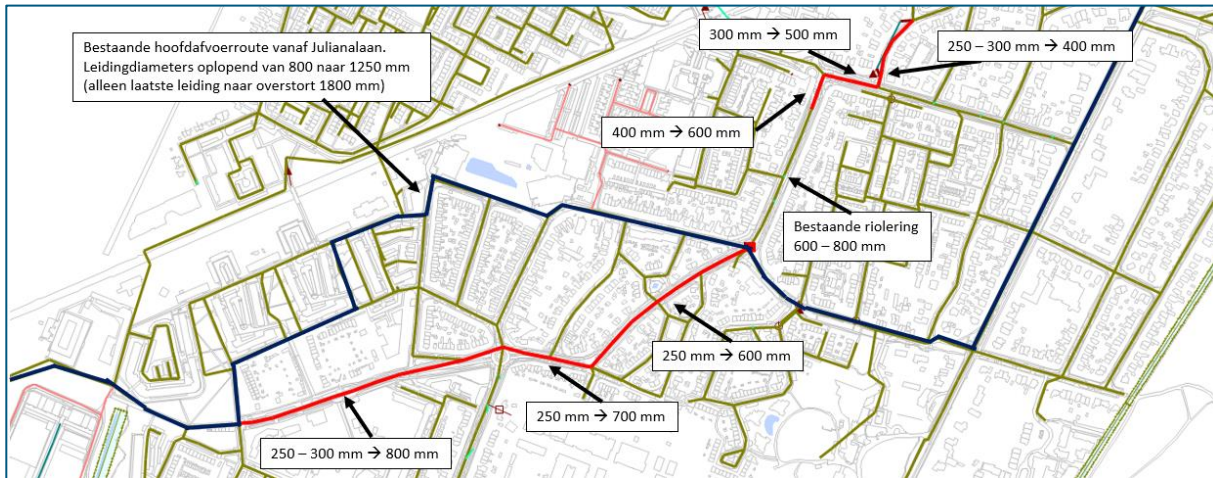 Bestaande hoofdafvoerroute vanaf Julianalaan.
Leidingdiameters oplopend van 800 naar 1250 mm
(alleen laatste leiding naar overstort 1800 mm)
300 mm → 500 mm
250 – 300 mm → 400 mm
400 mm → 600 mm
Bestaande riolering
600 – 800 mm
250 mm → 600 mm
250 mm → 700 mm
250 – 300 mm → 800 mm